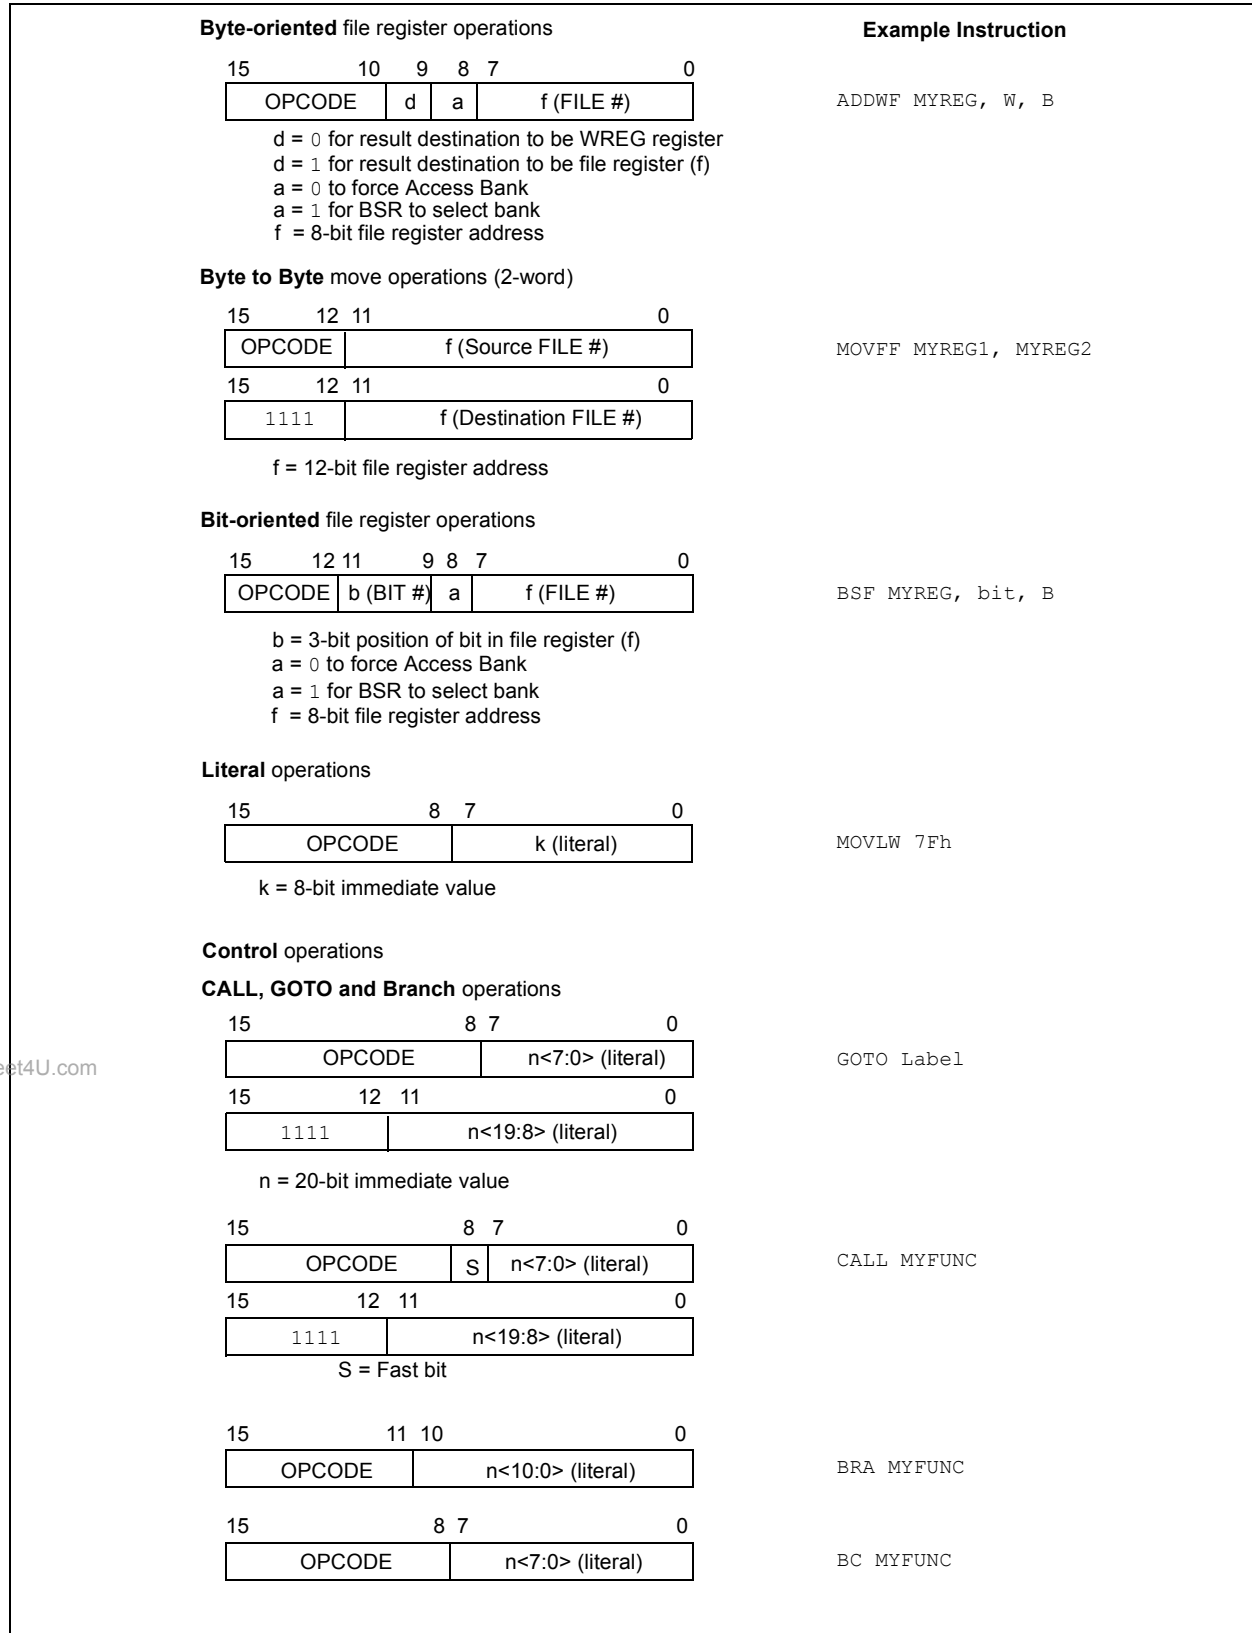 Byte-oriented file register operations
Example Instruction
15 10 9 8 7 0
OPCODE d a f (FILE #)
ADDWF MYREG, W, B
d = 0 for result destination to be WREG register
d = 1 for result destination to be file register (f)
a = 0 to force Access Bank
a = 1 for BSR to select bank
f = 8-bit file register address
Byte to Byte move operations (2-word)
15 12 11 0
OPCODE f (Source FILE #)
MOVFF MYREG1, MYREG2
15 12 11 0
1111 f (Destination FILE #)
f = 12-bit file register address
Bit-oriented file register operations
15 12 11 9 8 7 0
OPCODE b (BIT #) a f (FILE #)
BSF MYREG, bit, B
b = 3-bit position of bit in file register (f)
a = 0 to force Access Bank
a = 1 for BSR to select bank
f = 8-bit file register address
Literal operations
15 8 7 0
OPCODE k (literal)
MOVLW 7Fh
k = 8-bit immediate value
Control operations
CALL, GOTO and Branch operations
15 8 7 0
OPCODE n<7:0> (literal)
GOTO Label
eet4U.com
15 12 11 0
1111 n<19:8> (literal)
n = 20-bit immediate value
15 8 7 0
OPCODE S n<7:0> (literal)
CALL MYFUNC
15 12 11 0
1111 n<19:8> (literal)
S = Fast bit
15 11 10 0
OPCODE n<10:0> (literal)
BRA MYFUNC
15 8 7 0
OPCODE n<7:0> (literal)
BC MYFUNC